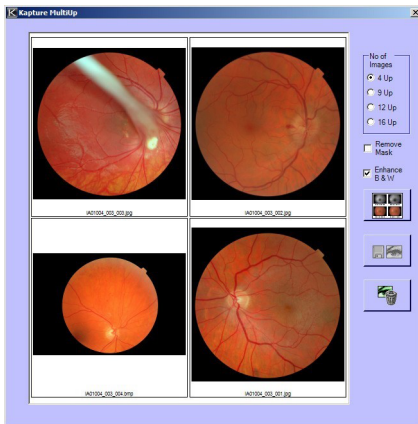 Kapture MultiUp
IA01004_003_003.jpg
IA01004_003_002.jpg
IA01004_003_004.bmp
IA01004_003_001.jpg
No of
Images
4 Up
9 Up
12 Up
16 Up
Remove
Mask
Enhance
B & W